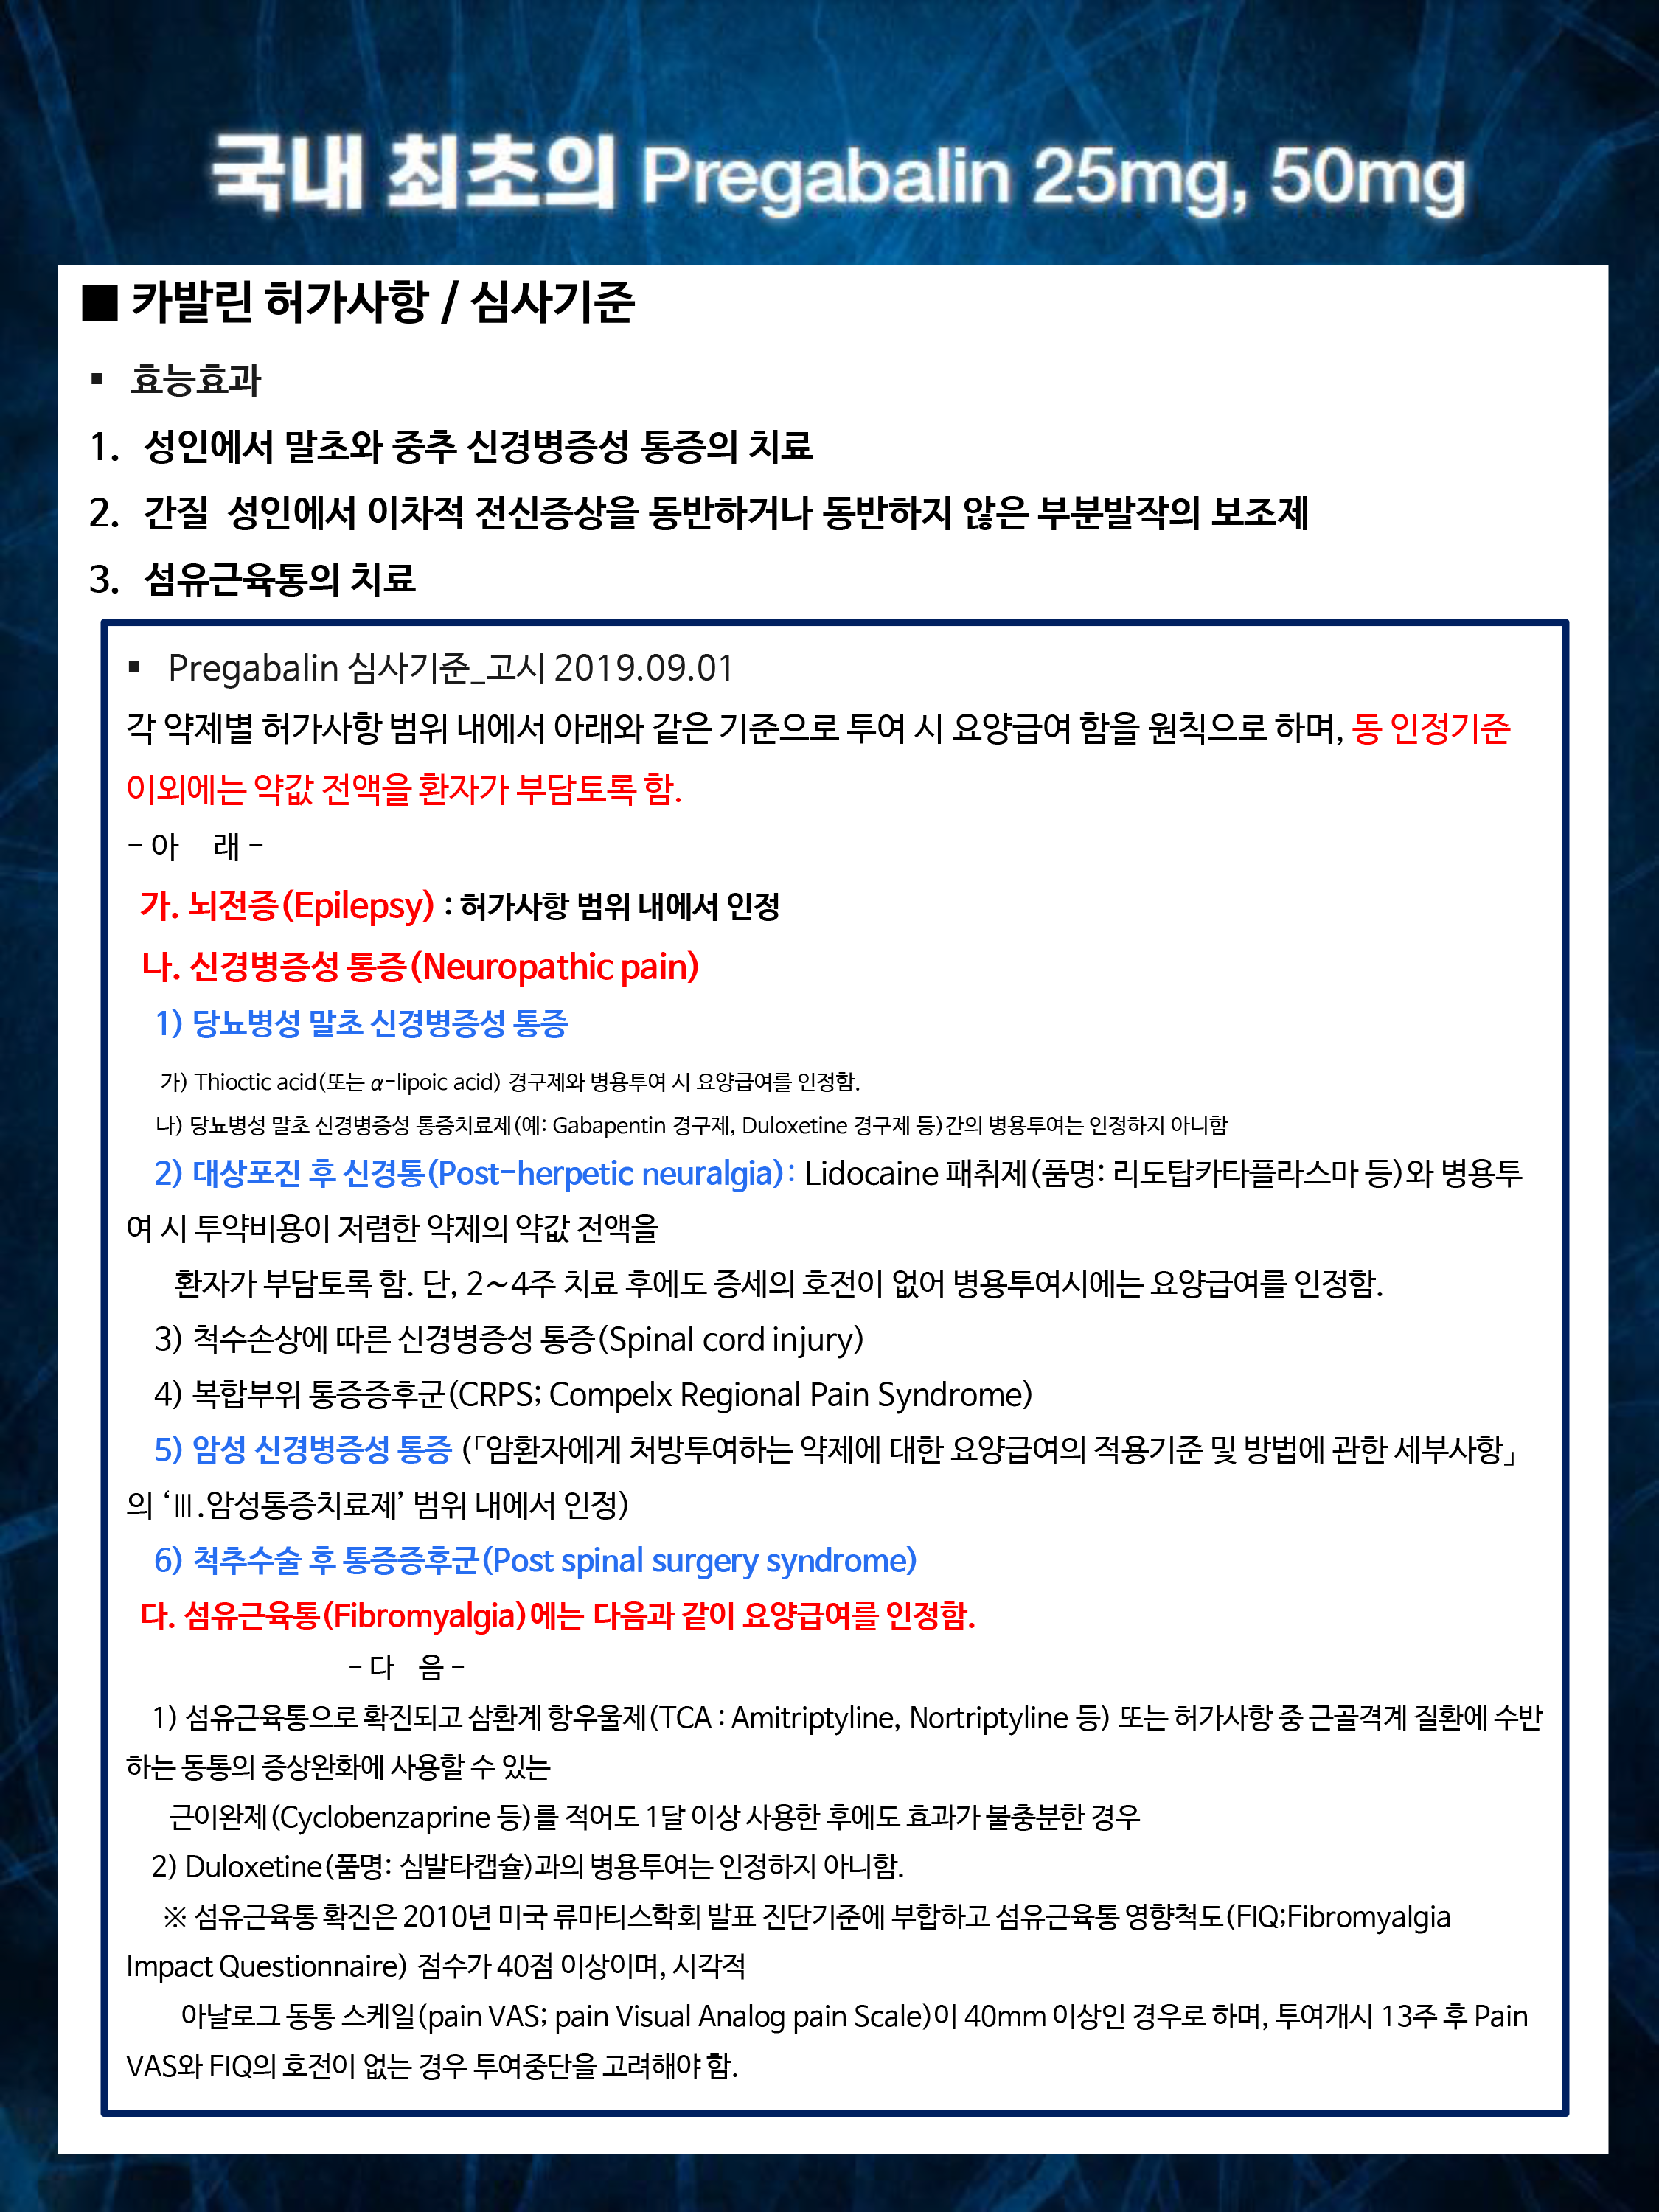 국내 최초의 Pregabalin 25mg, 50mg
■ 카발린 허가사항 / 심사기준
▪ 효능효과
1. 성인에서 말초와 중추 신경병증성 통증의 치료
2. 간질 성인에서 이차적 전신증상을 동반하거나 동반하지 않은 부분발작의 보조제
3. 섬유근육통의 치료
▪ Pregabalin 심사기준_고시 2019.09.01
각 약제별 허가사항 범위 내에서 아래와 같은 기준으로 투여 시 요양급여 함을 원칙으로 하며, 동 인정기준
이외에는 약값 전액을 환자가 부담토록 함.
- 아 래 -
가. 뇌전증(Epilepsy) : 허가사항 범위 내에서 인정
나. 신경병증성 통증(Neuropathic pain)
1) 당뇨병성 말초 신경병증성 통증
가) Thioctic acid(또는 α-lipoic acid) 경구제와 병용투여 시 요양급여를 인정함.
나) 당뇨병성 말초 신경병증성 통증치료제(예: Gabapentin 경구제, Duloxetine 경구제 등)간의 병용투여는 인정하지 아니함
2) 대상포진 후 신경통(Post-herpetic neuralgia): Lidocaine 패취제(품명: 리도탑카타플라스마 등)와 병용투
여 시 투약비용이 저렴한 약제의 약값 전액을
환자가 부담토록 함. 단, 2~4주 치료 후에도 증세의 호전이 없어 병용투여시에는 요양급여를 인정함.
3) 척수손상에 따른 신경병증성 통증(Spinal cord injury)
4) 복합부위 통증증후군(CRPS; Compelx Regional Pain Syndrome)
5) 암성 신경병증성 통증 (「암환자에게 처방투여하는 약제에 대한 요양급여의 적용기준 및 방법에 관한 세부사항」
의 ‘Ⅲ.암성통증치료제’ 범위 내에서 인정)
6) 척추수술 후 통증증후군(Post spinal surgery syndrome)
다. 섬유근육통(Fibromyalgia)에는 다음과 같이 요양급여를 인정함.
- 다 음 -
1) 섬유근육통으로 확진되고 삼환계 항우울제(TCA : Amitriptyline, Nortriptyline 등) 또는 허가사항 중 근골격계 질환에 수반
하는 동통의 증상완화에 사용할 수 있는
근이완제(Cyclobenzaprine 등)를 적어도 1달 이상 사용한 후에도 효과가 불충분한 경우
2) Duloxetine(품명: 심발타캡슐)과의 병용투여는 인정하지 아니함.
※ 섬유근육통 확진은 2010년 미국 류마티스학회 발표 진단기준에 부합하고 섬유근육통 영향척도(FIQ;Fibromyalgia
Impact Questionnaire) 점수가 40점 이상이며, 시각적
아날로그 동통 스케일(pain VAS; pain Visual Analog pain Scale)이 40mm 이상인 경우로 하며, 투여개시 13주 후 Pain
VAS와 FIQ의 호전이 없는 경우 투여중단을 고려해야 함.